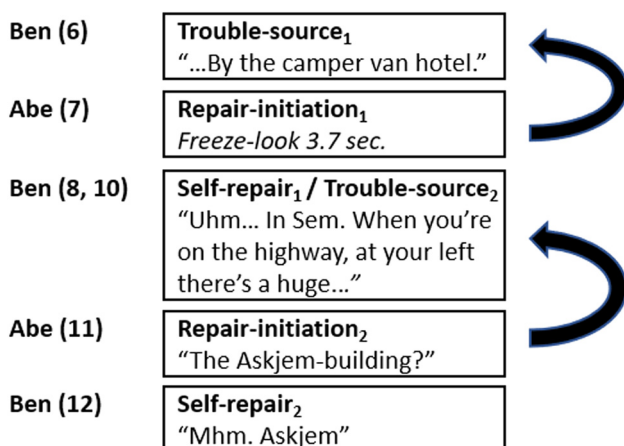 Ben (6) Trouble-source₁
“…By the camper van hotel.”
Abe (7) Repair-initiation₁
Freeze-look 3.7 sec.
Ben (8, 10) Self-repair₁ / Trouble-source₂
“Uhm… In Sem. When you’re
on the highway, at your left
there’s a huge…”
Abe (11) Repair-initiation₂
“The Askjem-building?”
Ben (12) Self-repair₂
“Mhm. Askjem”